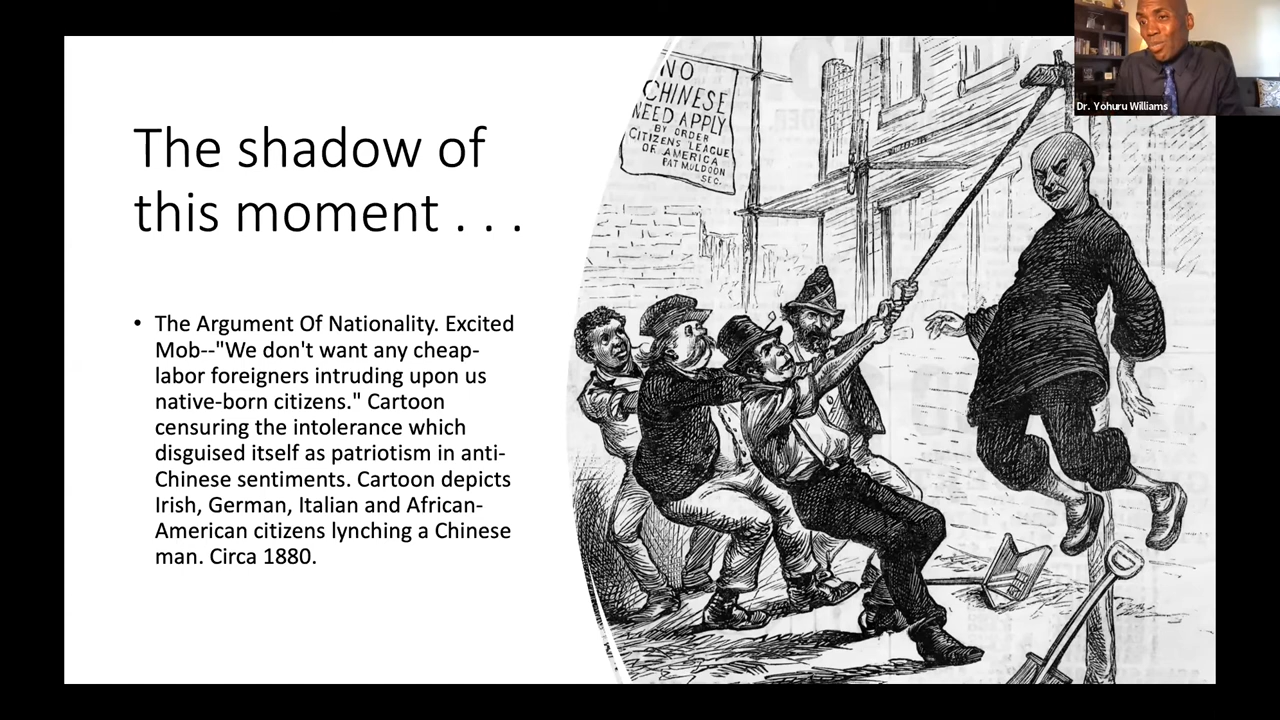 The shadow of
this moment . . .
• The Argument Of Nationality. Excited
Mob--"We don't want any cheap-
labor foreigners intruding upon us
native-born citizens." Cartoon
censuring the intolerance which
disguised itself as patriotism in anti-
Chinese sentiments. Cartoon depicts
Irish, German, Italian and African-
American citizens lynching a Chinese
man. Circa 1880.
NO
CHINESE
NEED APPLY
BY ORDER
CITIZENS LEAGUE
OF AMERICA
PAT MULDOON
SEC.
Dr. Yohuru Williams